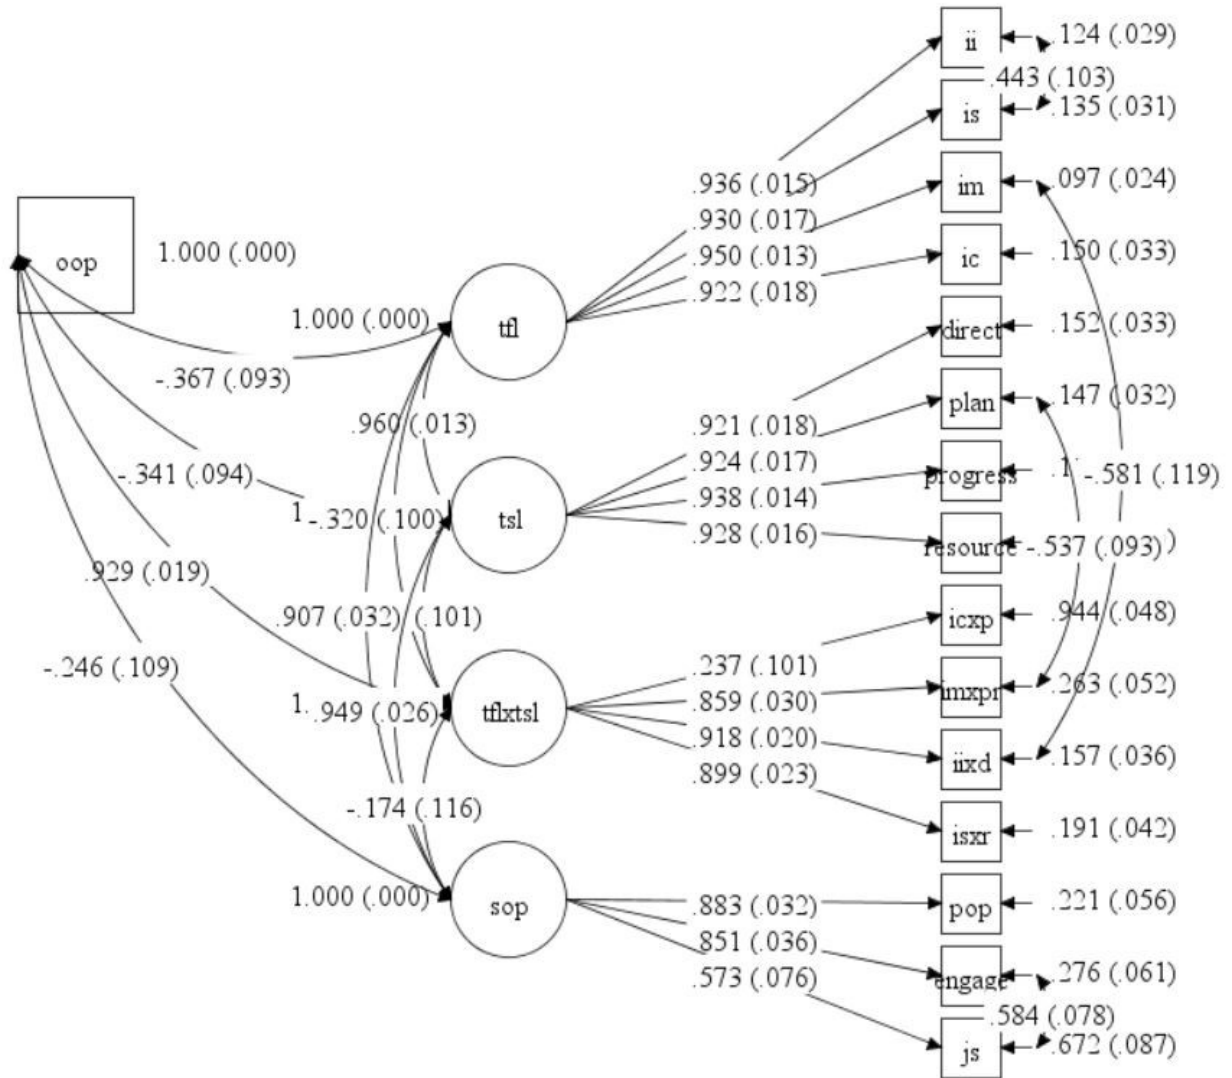 ii
.124 (.029)
.443 (.103)
is
.135 (.031)
.936 (.015)
im
.097 (.024)
.930 (.017)
oop
1.000 (.000)
.950 (.013)
ic
.150 (.033)
.922 (.018)
1.000 (.000)
tfl
direct
.152 (.033)
-.367 (.093)
plan
.147 (.032)
.960 (.013)
.921 (.018)
-.341 (.094)
.924 (.017)
progress
-.581 (.119)
.938 (.014)
-.320 (.100)
tsl
.928 (.016)
resource
-.537 (.093)
.929 (.019)
.907 (.032)
(.101)
icxp
.944 (.048)
-.246 (.109)
.237 (.101)
.859 (.030)
imxpr
.263 (.052)
.949 (.026)
tflxtsl
.918 (.020)
iixd
.157 (.036)
.899 (.023)
-.174 (.116)
isxr
.191 (.042)
1.000 (.000)
sop
.883 (.032)
pop
.221 (.056)
.851 (.036)
.573 (.076)
engage
.276 (.061)
.584 (.078)
js
.672 (.087)